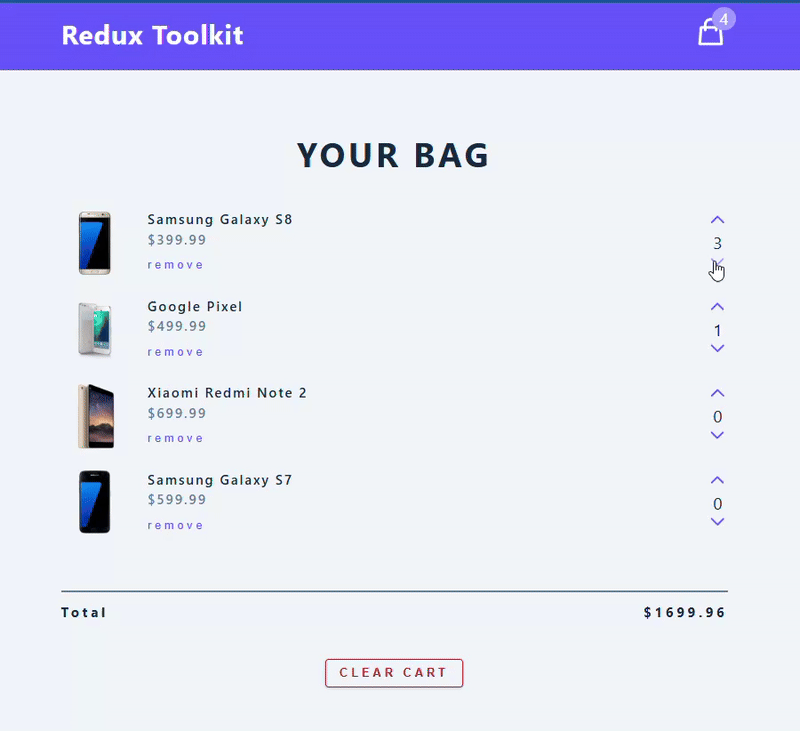 Redux Toolkit
4
YOUR BAG
Samsung Galaxy S8
$399.99
remove
3
Google Pixel
$499.99
remove
1
Xiaomi Redmi Note 2
$699.99
remove
0
Samsung Galaxy S7
$599.99
remove
0
Total $1699.96
CLEAR CART